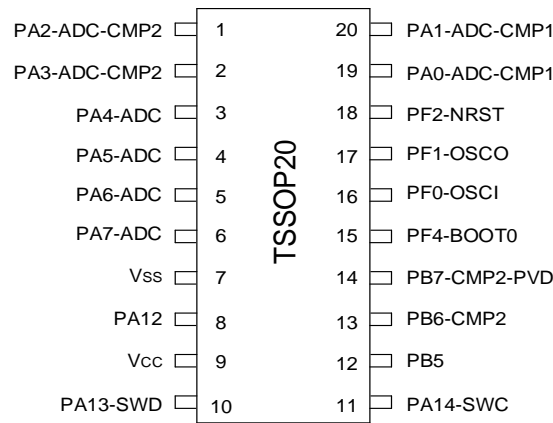 PA2-ADC-CMP2 1 20 PA1-ADC-CMP1
PA3-ADC-CMP2 2 19 PA0-ADC-CMP1
PA4-ADC 3 18 PF2-NRST
PA5-ADC 4 17 PF1-OSCO
PA6-ADC 5 16 PF0-OSCI
PA7-ADC 6 15 PF4-BOOT0
Vss 7 14 PB7-CMP2-PVD
PA12 8 13 PB6-CMP2
Vcc 9 12 PB5
PA13-SWD 10 11 PA14-SWC
TSSOP20